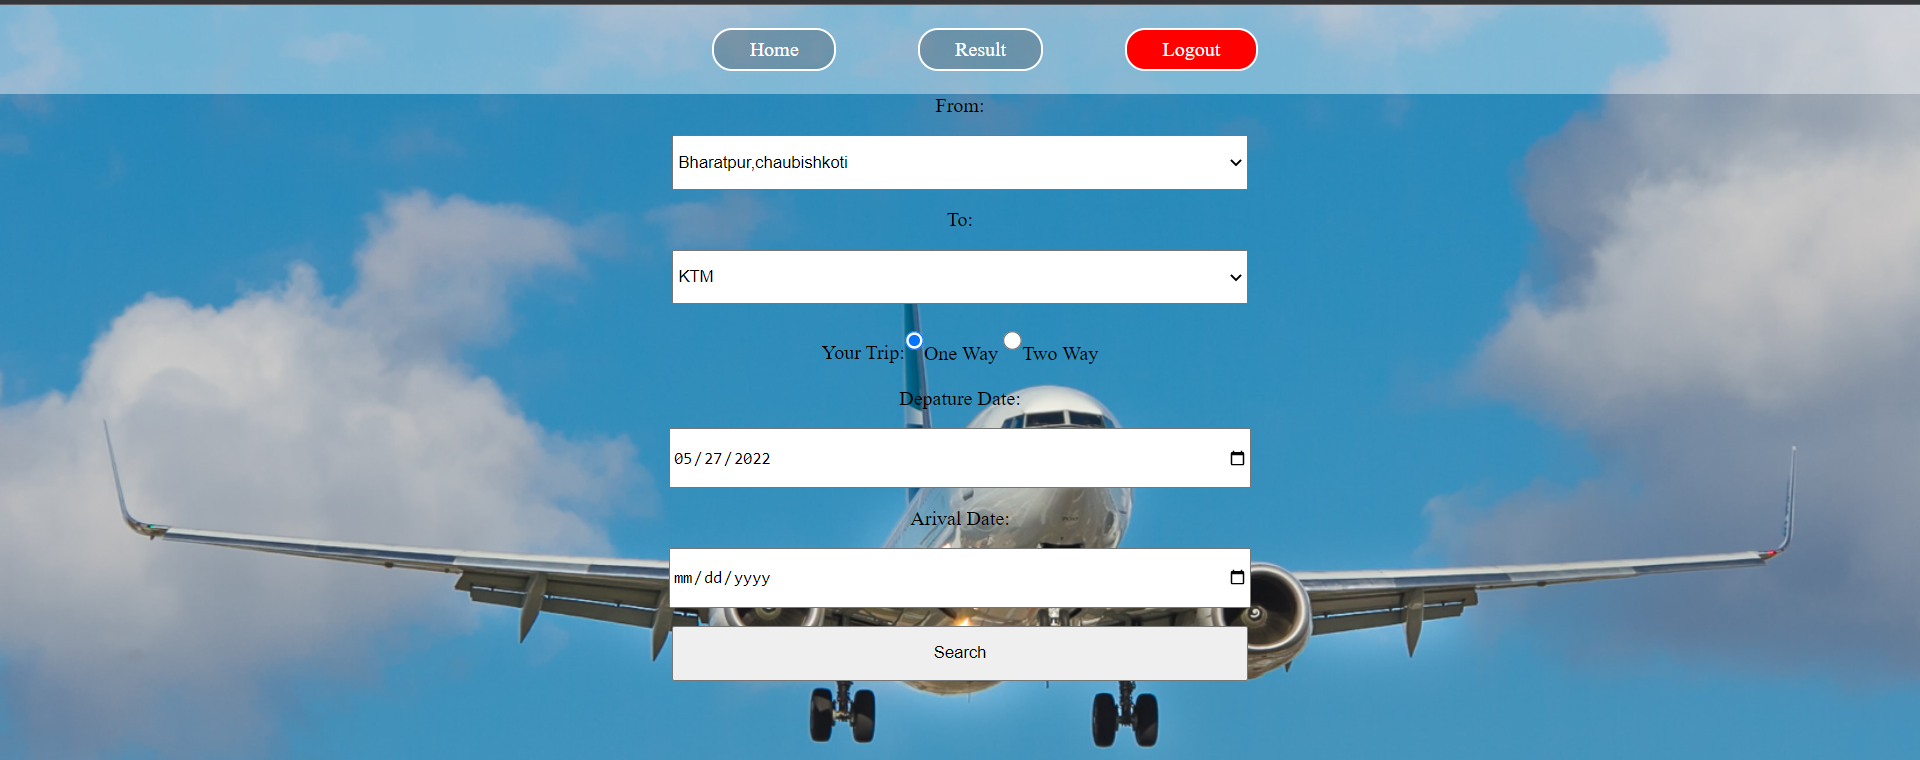 Home Result Logout
From:
Bharatpur,chaubishkoti
To:
KTM
Your Trip: One Way Two Way
Depature Date:
05/27/2022
Arival Date:
mm/dd/yyyy
Search